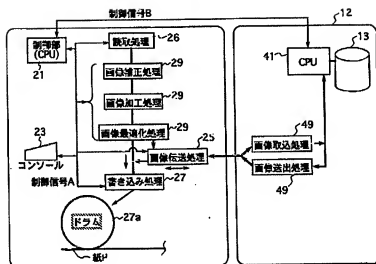 制御信号B
12
制御部
(CPU)
21
読取処理
26
41
CPU
13
画像補正処理
29
画像加工処理
29
画像最適化処理
29
25
画像伝送処理
23
コンソール
制御信号A
書き込み処理
27
49
画像取込処理
画像送出処理
49
ドラム
27a
紙P